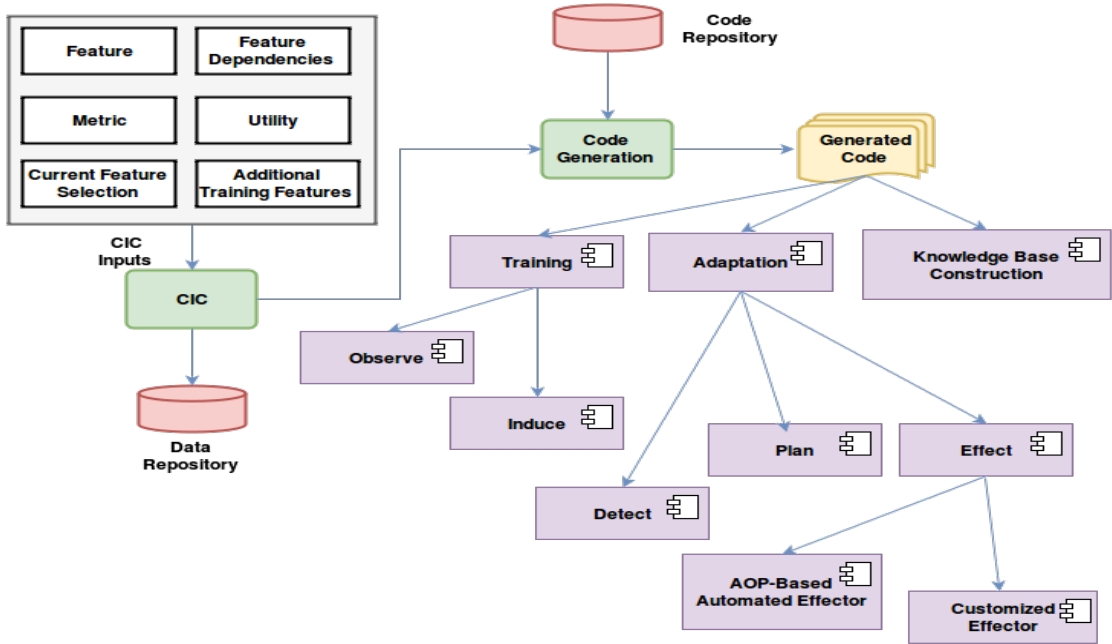 Feature
Feature
Dependencies
Metric
Utility
Current Feature
Selection
Additional
Training Features
CIC
Inputs
CIC
Data
Repository
Code
Repository
Code
Generation
Generated
Code
Training
Adaptation
Knowledge Base
Construction
Observe
Induce
Detect
Plan
Effect
AOP-Based
Automated Effector
Customized
Effector